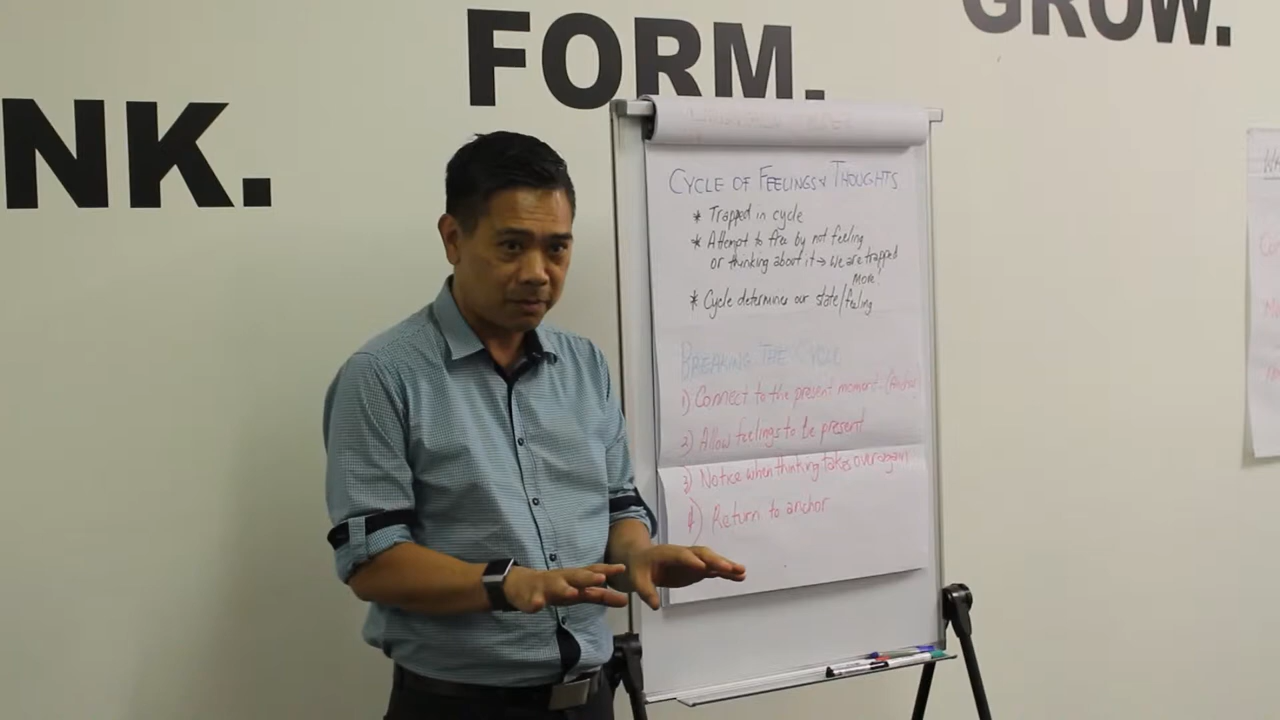 NK.
FORM.
GROW.
CYCLE OF FEELINGS & THOUGHTS
* Trapped in cycle
* Attempt to free by not feeling
or thinking about it → We are trapped
More!
* Cycle determines our state/feeling
BREAKING THE CYCLE
1) Connect to the present moment (Anchor
2) Allow feelings to be present
3) Notice when thinking takes over again
4) Return to anchor